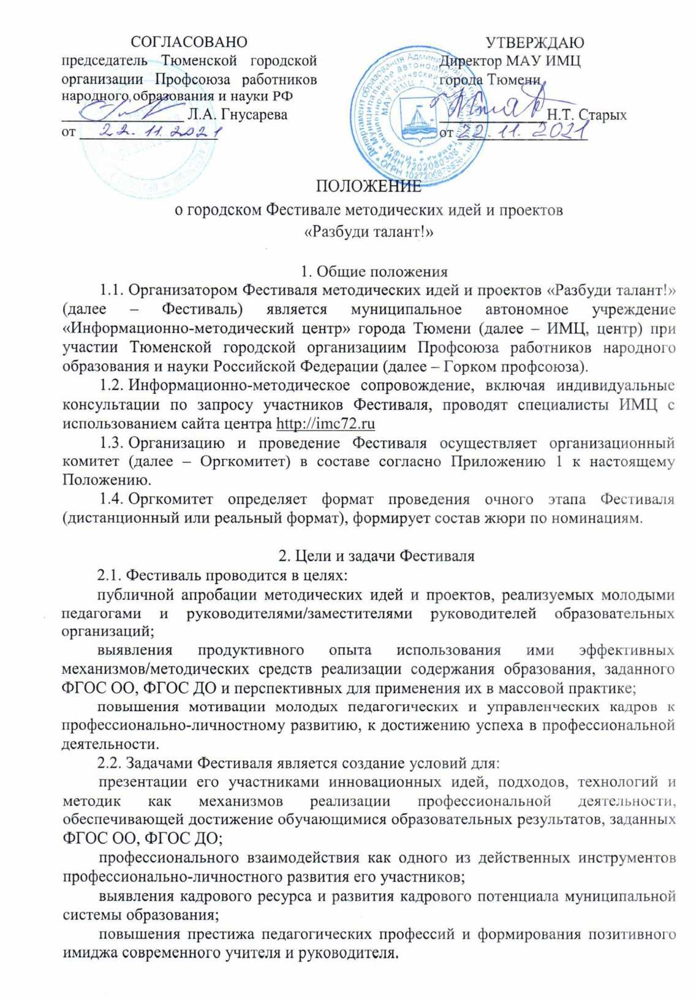 СОГЛАСОВАНО
председатель Тюменской городской
организации Профсоюза работников
народного образования и науки РФ
Л.А. Гнусарева
от 22.11.2021
УТВЕРЖДАЮ
Директор МАУ ИМЦ
города Тюмени
Н.Т. Старых
от 22.11.2021
МАУ ИМЦ г. Тюмени
ИНН 7202080308
ПОЛОЖЕНИЕ
о городском Фестивале методических идей и проектов
«Разбуди талант!»
1. Общие положения
1.1. Организатором Фестиваля методических идей и проектов «Разбуди талант!»
(далее – Фестиваль) является муниципальное автономное учреждение
«Информационно-методический центр» города Тюмени (далее – ИМЦ, центр) при
участии Тюменской городской организациим Профсоюза работников народного
образования и науки Российской Федерации (далее – Горком профсоюза).
1.2. Информационно-методическое сопровождение, включая индивидуальные
консультации по запросу участников Фестиваля, проводят специалисты ИМЦ с
использованием сайта центра http://imc72.ru
1.3. Организацию и проведение Фестиваля осуществляет организационный
комитет (далее – Оргкомитет) в составе согласно Приложению 1 к настоящему
Положению.
1.4. Оргкомитет определяет формат проведения очного этапа Фестиваля
(дистанционный или реальный формат), формирует состав жюри по номинациям.
2. Цели и задачи Фестиваля
2.1. Фестиваль проводится в целях:
публичной апробации методических идей и проектов, реализуемых молодыми
педагогами и руководителями/заместителями руководителей образовательных
организаций;
выявления продуктивного опыта использования ими эффективных
механизмов/методических средств реализации содержания образования, заданного
ФГОС ОО, ФГОС ДО и перспективных для применения их в массовой практике;
повышения мотивации молодых педагогических и управленческих кадров к
профессионально-личностному развитию, к достижению успеха в профессиональной
деятельности.
2.2. Задачами Фестиваля является создание условий для:
презентации его участниками инновационных идей, подходов, технологий и
методик как механизмов реализации профессиональной деятельности,
обеспечивающей достижение обучающимися образовательных результатов, заданных
ФГОС ОО, ФГОС ДО;
профессионального взаимодействия как одного из действенных инструментов
профессионально-личностного развития его участников;
выявления кадрового ресурса и развития кадрового потенциала муниципальной
системы образования;
повышения престижа педагогических профессий и формирования позитивного
имиджа современного учителя и руководителя.